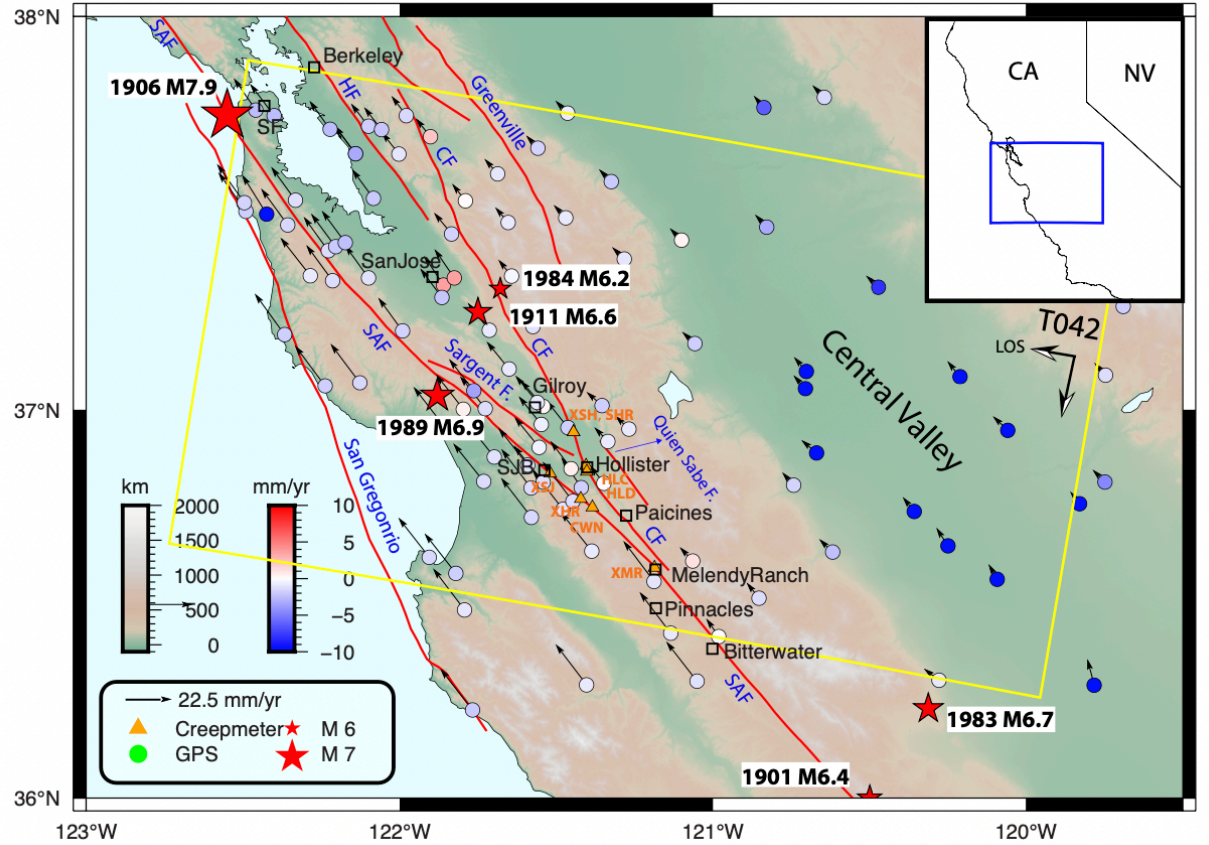 38°N
37°N
36°N
123°W
122°W
121°W
120°W
SAF
1906 M7.9
Berkeley
SF
HF
Greenville
CF
CA
NV
SanJose
1984 M6.2
1911 M6.6
CF
SAF
Sargent F.
Gilroy
1989 M6.9
XSH, SHR
Quien Sabe F.
Central Valley
T042
LOS
San Gregonrio
SJB
XSJ
Hollister
HLC
HLD
XHR
CWN
Paicines
CF
XMR
MelendyRanch
Pinnacles
Bitterwater
SAF
1983 M6.7
1901 M6.4
km
2000
1500
1000
500
0
mm/yr
10
5
0
−5
−10
22.5 mm/yr
Creepmeter
M 6
GPS
M 7